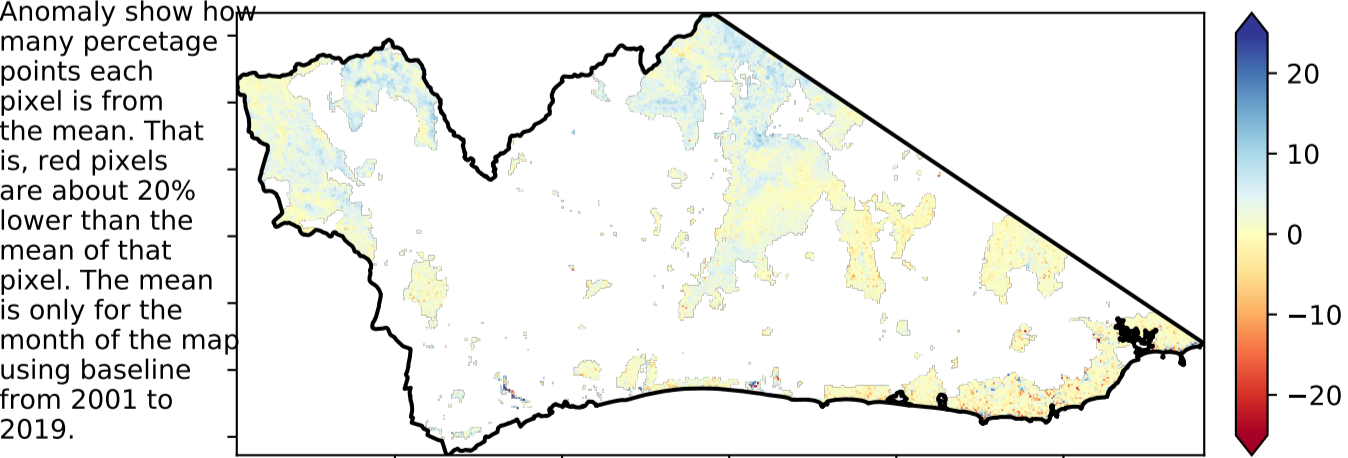 Anomaly show how
many percetage
points each
pixel is from
the mean. That
is, red pixels
are about 20%
lower than the
mean of that
pixel. The mean
is only for the
month of the map
using baseline
from 2001 to
2019.
20
10
0
−10
−20